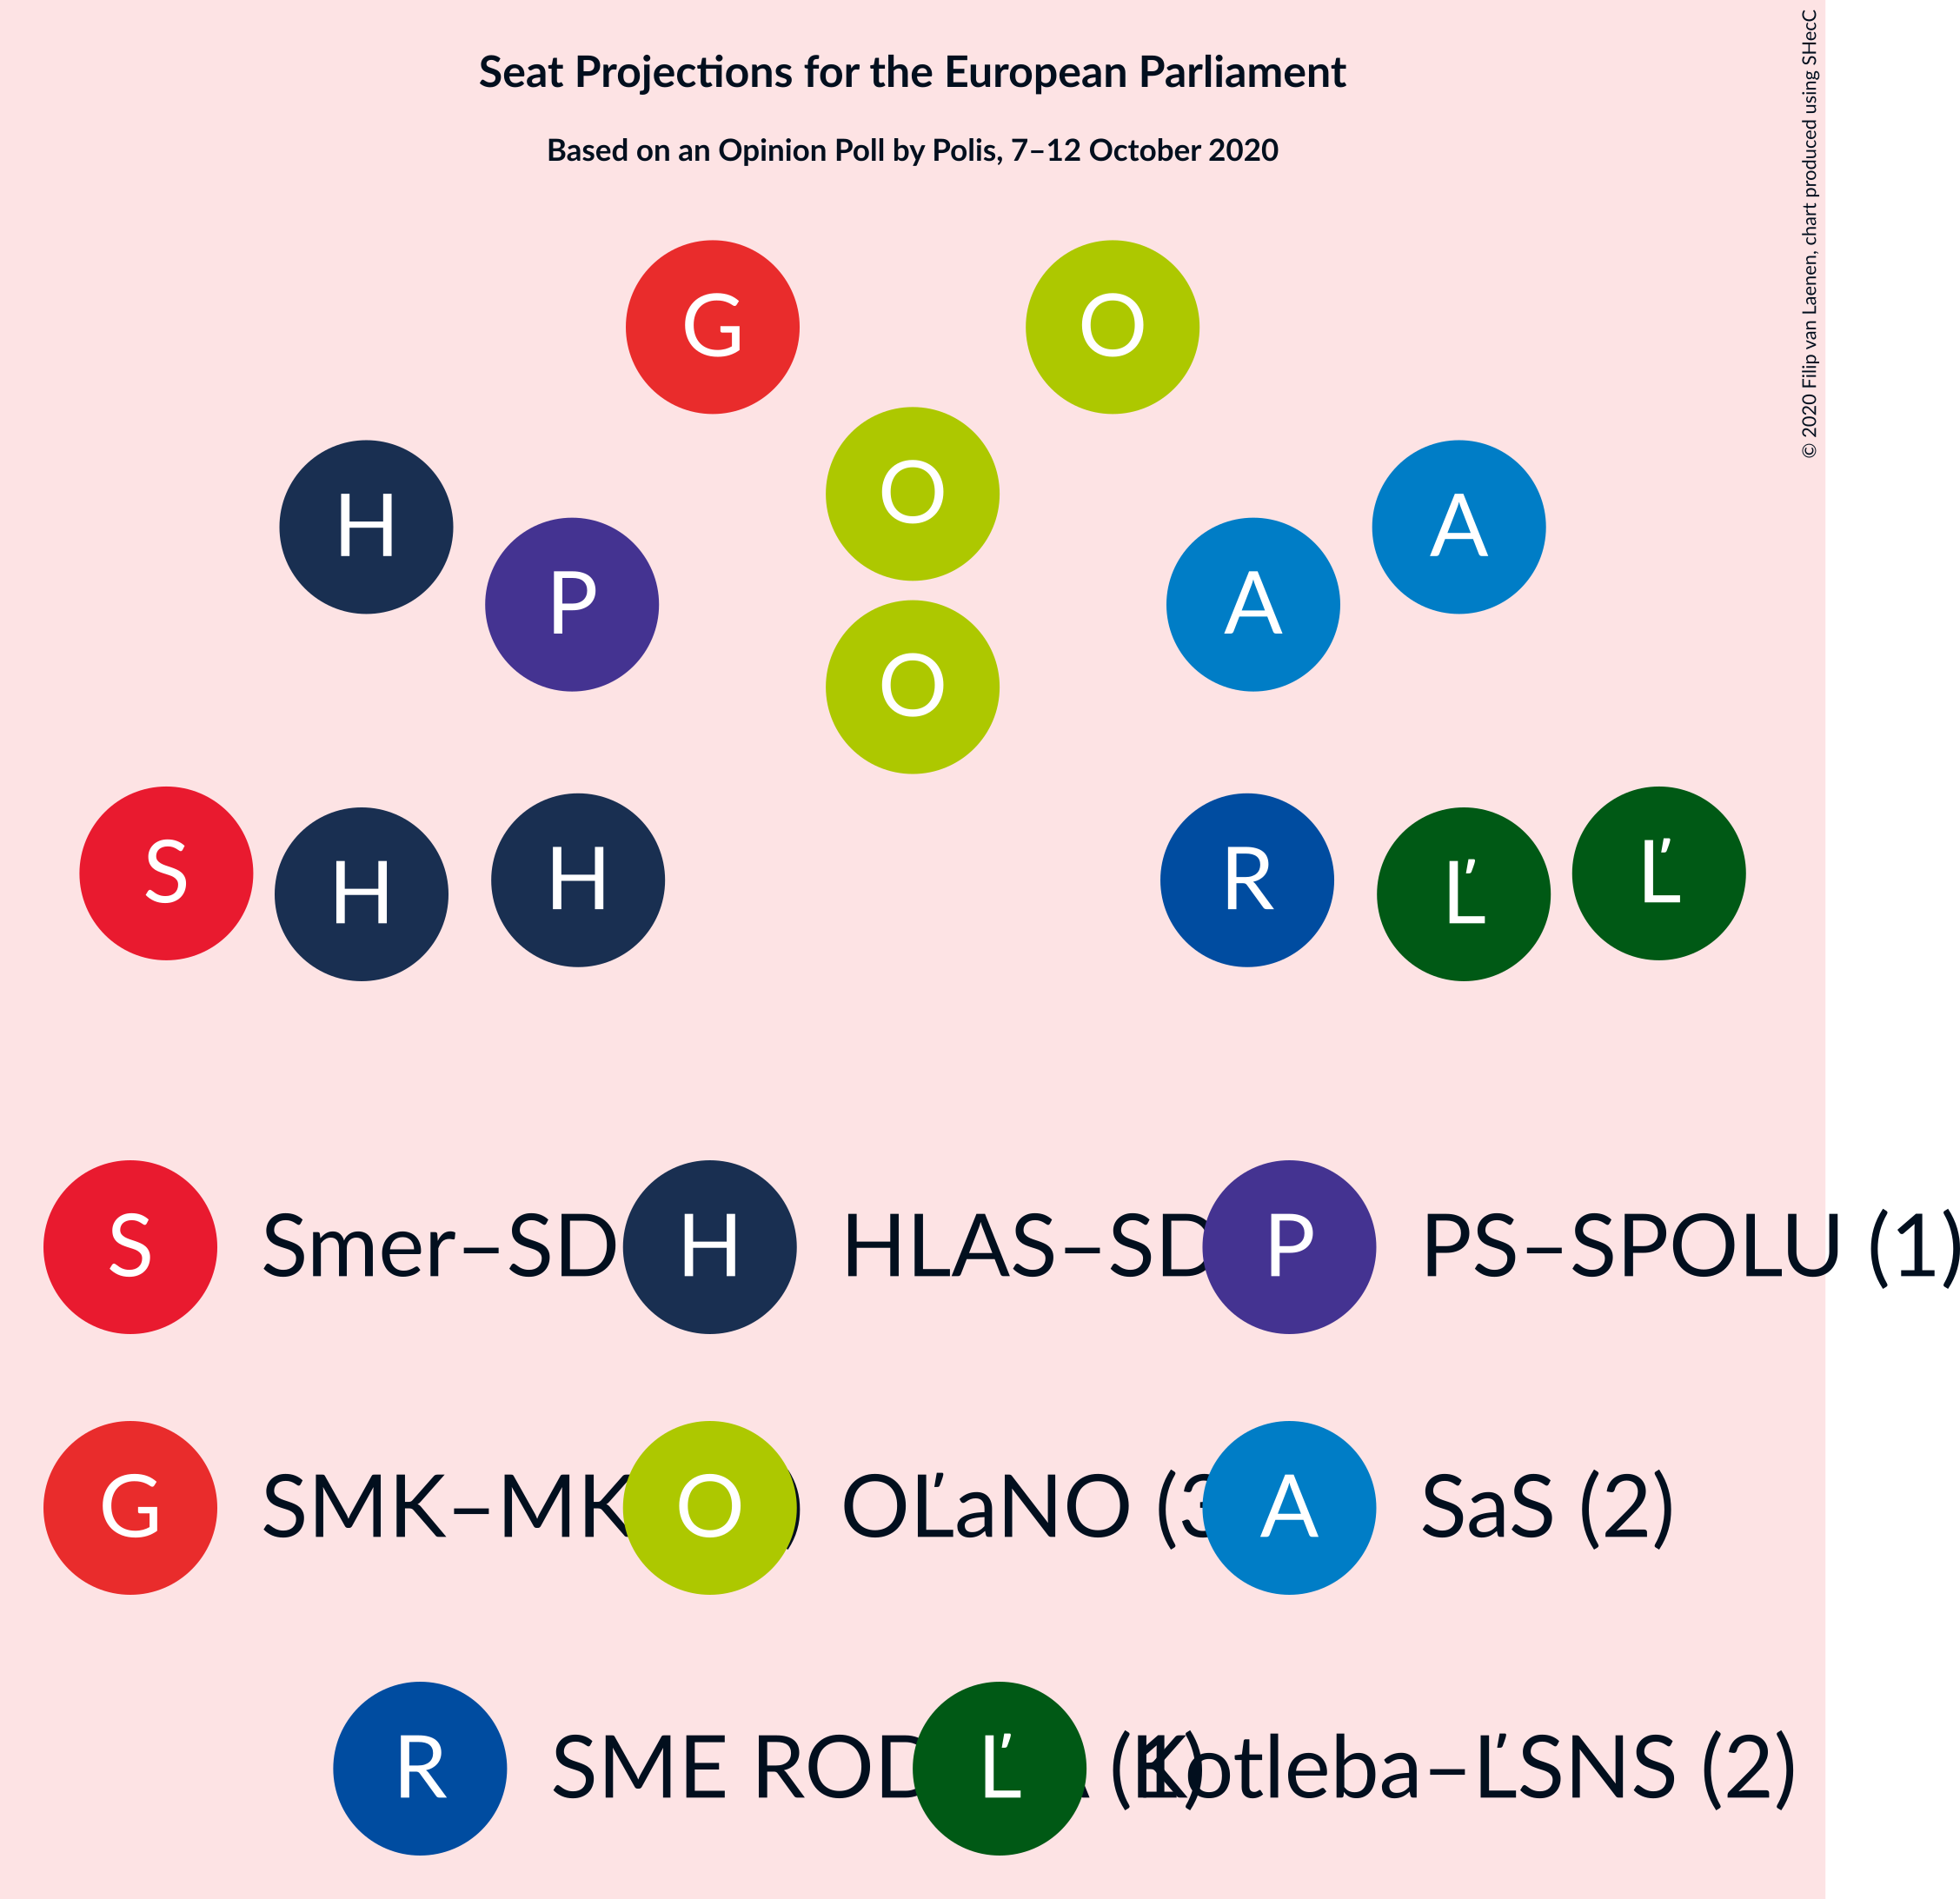 Seat Projections for the European Parliament
Based on an Opinion Poll by Polis, 7–12 October 2020
© 2020 Filip van Laenen, chart produced using SHecC
G O
O
H A
P A
O
S Ľ
H R
H Ľ
S Smer–SD H HLAS–SD P PS–SPOLU (1)
G SMK–MK O OĽaNO (3 A SaS (2)
R SME Ľ Kotleba–ĽSNS (2)